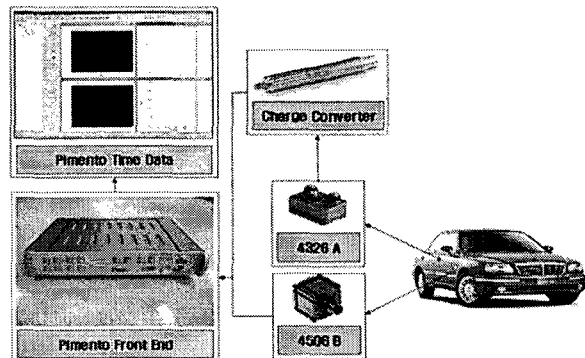 Pimento Time Data
Charge Converter
4326 A
4506 B
Pimento Front End